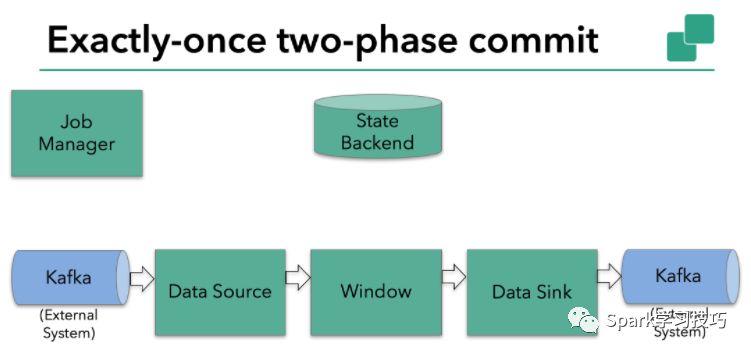 Exactly-once two-phase commit
Job
Manager
State
Backend
Kafka
(External
System)
Data Source
Window
Data Sink
Kafka
(External
System)
Spark学习技巧